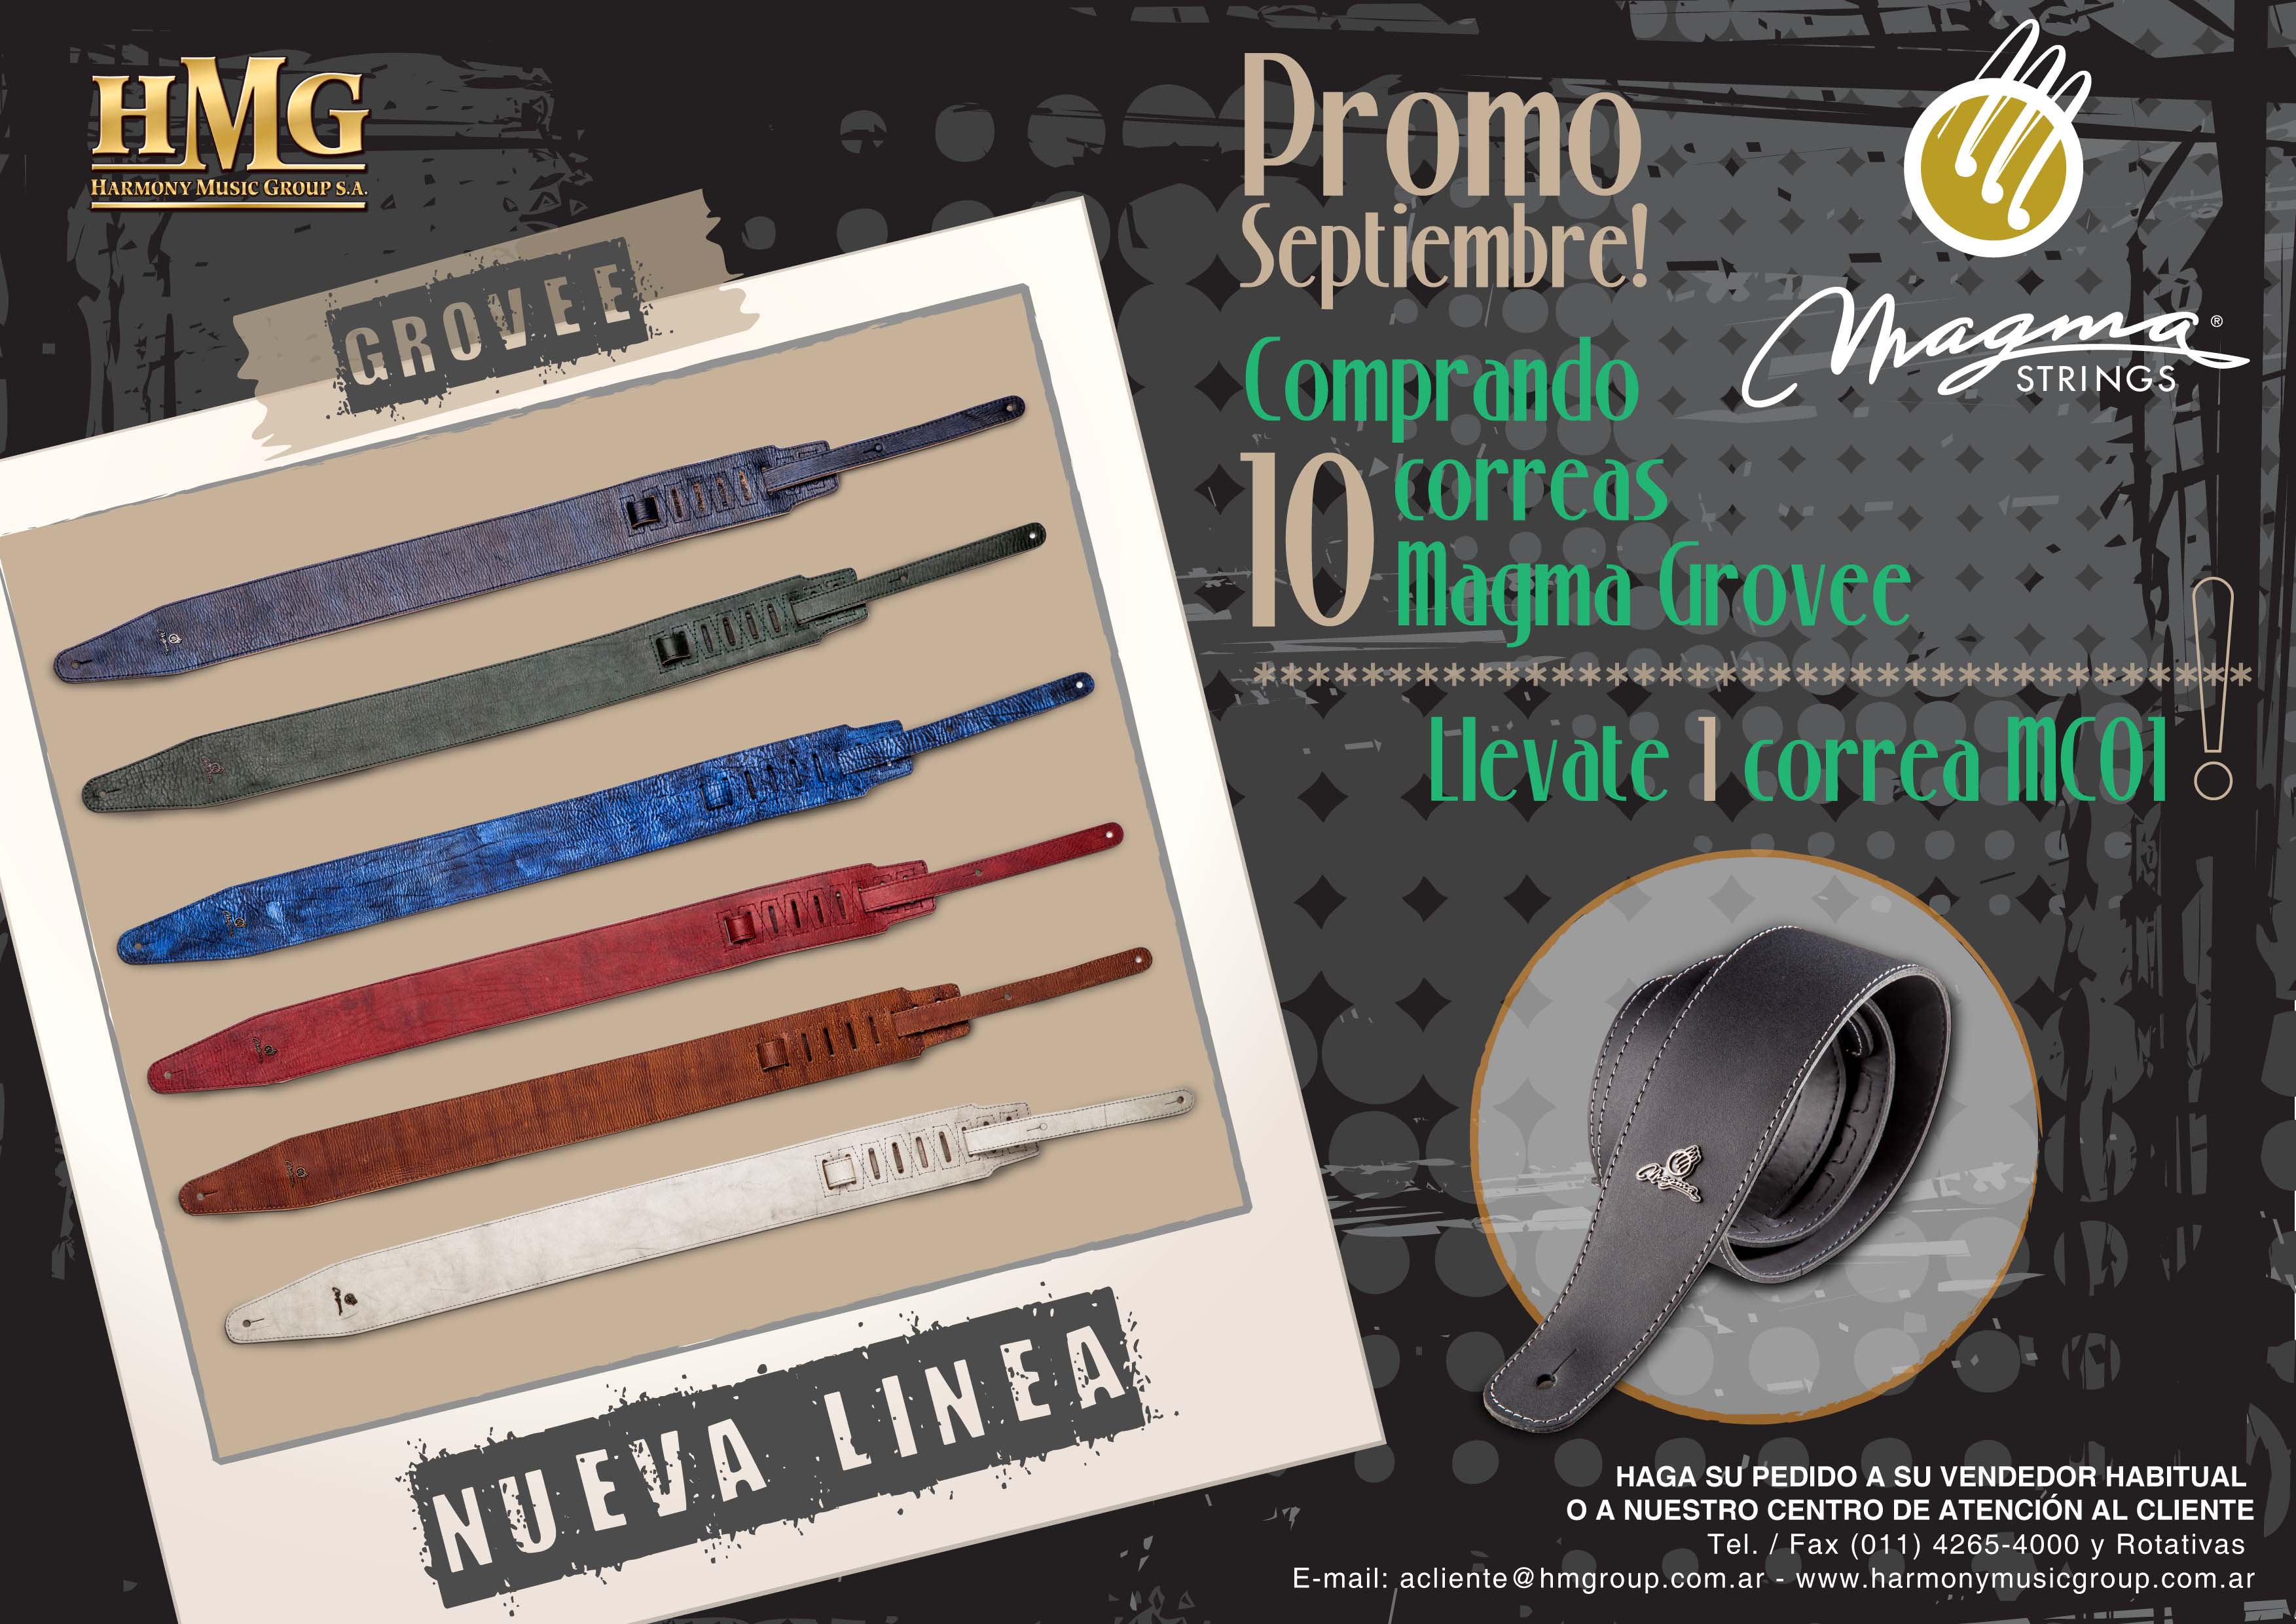 HMG
HARMONY MUSIC GROUP S.A.
GROVEE
NUEVA LINEA
Promo
Septiembre!
Magma ®
STRINGS
Comprando
10 correas
Magma Grovee
*************************************
Llevate 1 correa MC01 !
Magma
HAGA SU PEDIDO A SU VENDEDOR HABITUAL
O A NUESTRO CENTRO DE ATENCIÓN AL CLIENTE
Tel. / Fax (011) 4265-4000 y Rotativas
E-mail: acliente@hmgroup.com.ar - www.harmonymusicgroup.com.ar